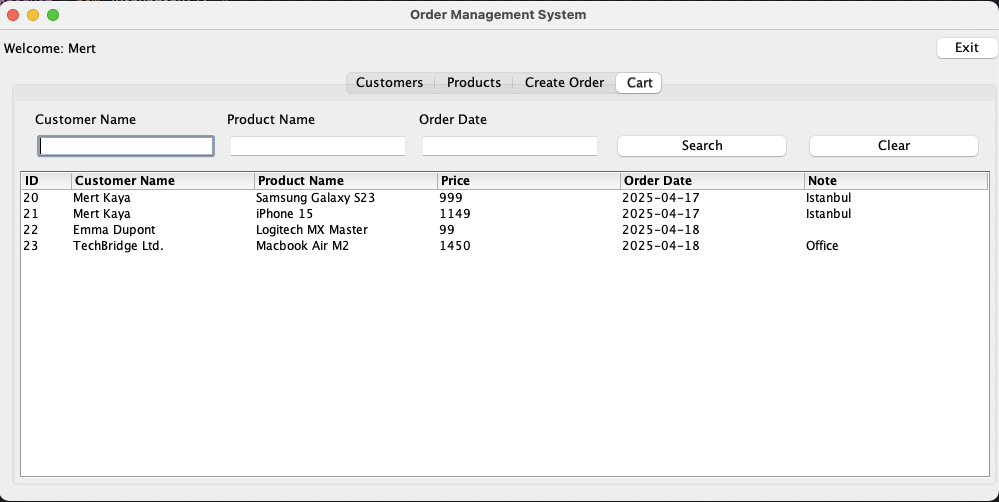 Order Management System
Welcome: Mert
Exit
Customers Products Create Order Cart
Customer Name Product Name Order Date
Search Clear
ID Customer Name Product Name Price Order Date Note
20 Mert Kaya Samsung Galaxy S23 999 2025-04-17 Istanbul
21 Mert Kaya iPhone 15 1149 2025-04-17 Istanbul
22 Emma Dupont Logitech MX Master 99 2025-04-18
23 TechBridge Ltd. Macbook Air M2 1450 2025-04-18 Office